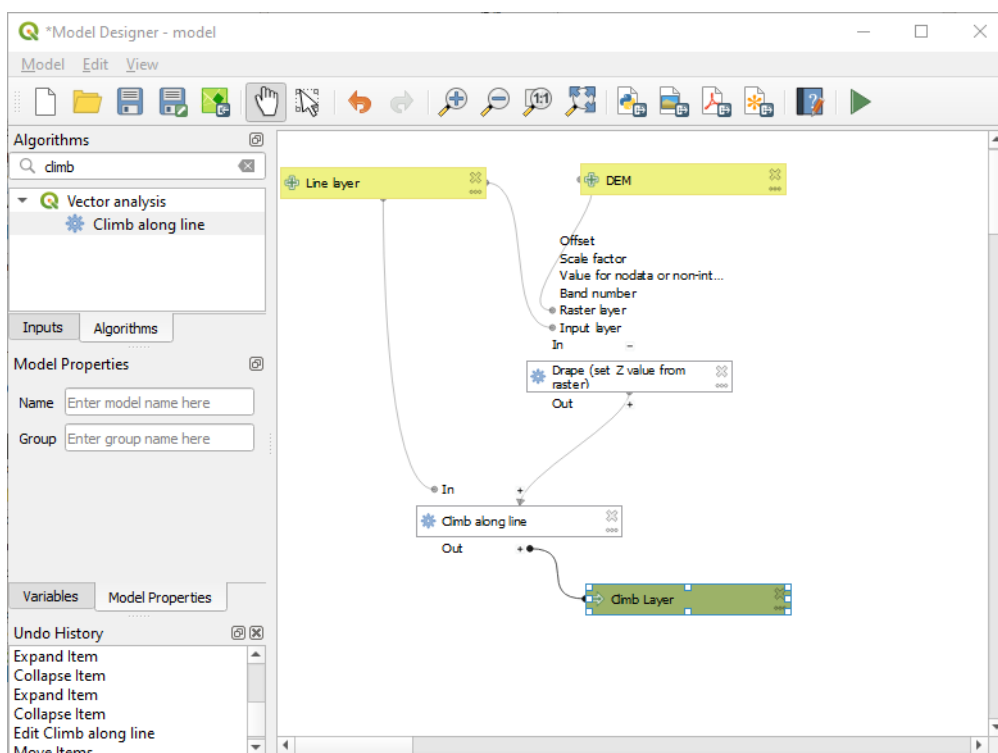 *Model Designer - model
Model Edit View
1:1
Algorithms
climb
Vector analysis
Climb along line
Inputs Algorithms
Model Properties
Name Enter model name here
Group Enter group name here
Variables Model Properties
Undo History
Expand Item
Collapse Item
Expand Item
Collapse Item
Edit Climb along line
Move Items
Line layer
DEM
Offset
Scale factor
Value for nodata or non-int...
Band number
Raster layer
Input layer
In
Drape (set Z value from
raster)
Out
In
Climb along line
Out
Climb Layer